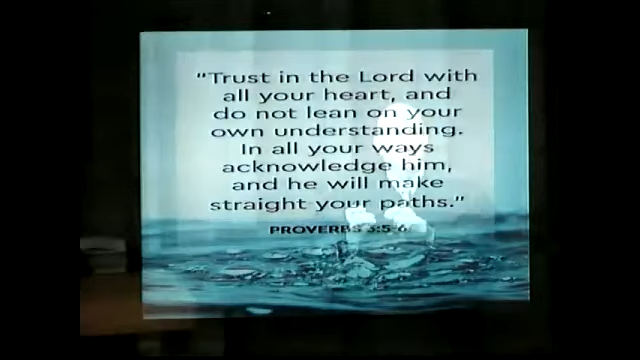 "Trust in the Lord with
all your heart, and
do not lean on your
own understanding.
In all your ways
acknowledge him,
and he will make
straight your paths."
PROVERBS 3:5-6